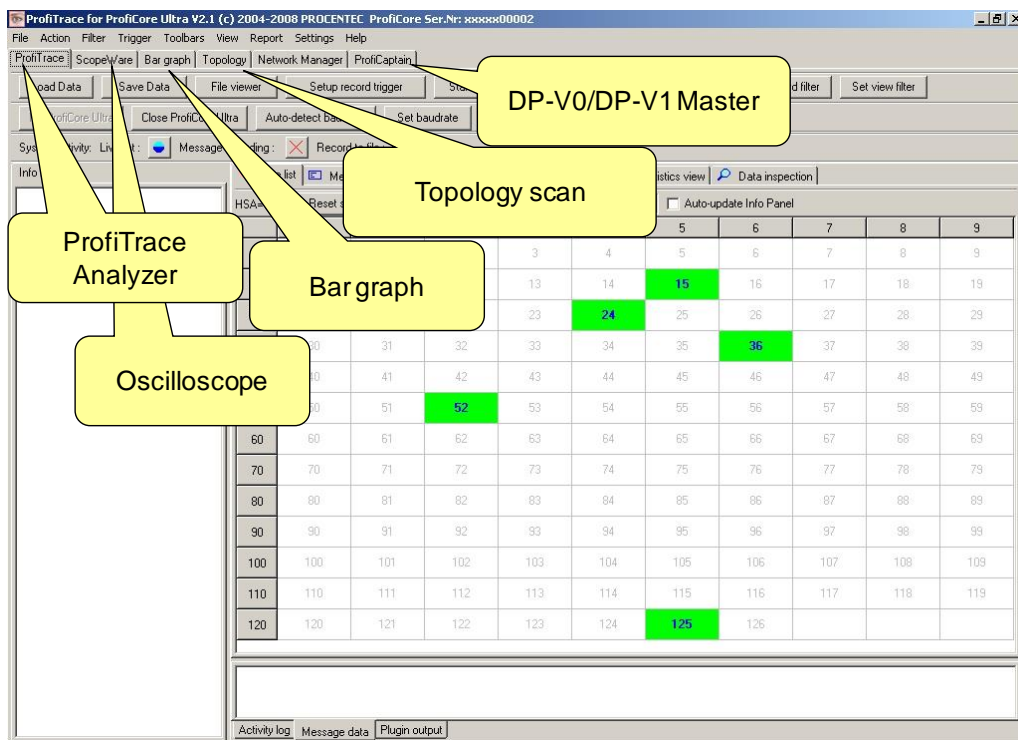 ProfiTrace for ProfiCore Ultra V2.1 (c) 2004-2008 PROCENTEC ProfiCore Ser.Nr: xxxxx00002
File Action Filter Trigger Toolbars View Report Settings Help
ProfiTrace ScopeWare Bar graph Topology Network Manager ProfiCaptain
Load Data Save Data File viewer Setup record trigger d filter Set view filter
DP-V0/DP-V1 Master
ProfiCore Ultra Close ProfiCore Ultra Auto-detect Set baudrate
Message
Info list istics view Data inspection
Topology scan
HSA= Reset Auto-update Info Panel
5 6 7 8 9
ProfiTrace
Analyzer
3 4 5 6 7 8 9
Bar graph
13 14 15 16 17 18 19
23 24 25 26 27 28 29
30 31 32 33 34 35 36 37 38 39
Oscilloscope
40 41 42 43 44 45 46 47 48 49
50 51 52 53 54 55 56 57 58 59
60 60 61 62 63 64 65 66 67 68 69
70 70 71 72 73 74 75 76 77 78 79
80 80 81 82 83 84 85 86 87 88 89
90 90 91 92 93 94 95 96 97 98 99
100 100 101 102 103 104 105 106 107 108 109
110 110 111 112 113 114 115 116 117 118 119
120 120 121 122 123 124 125 126
Activity log Message data Plugin output